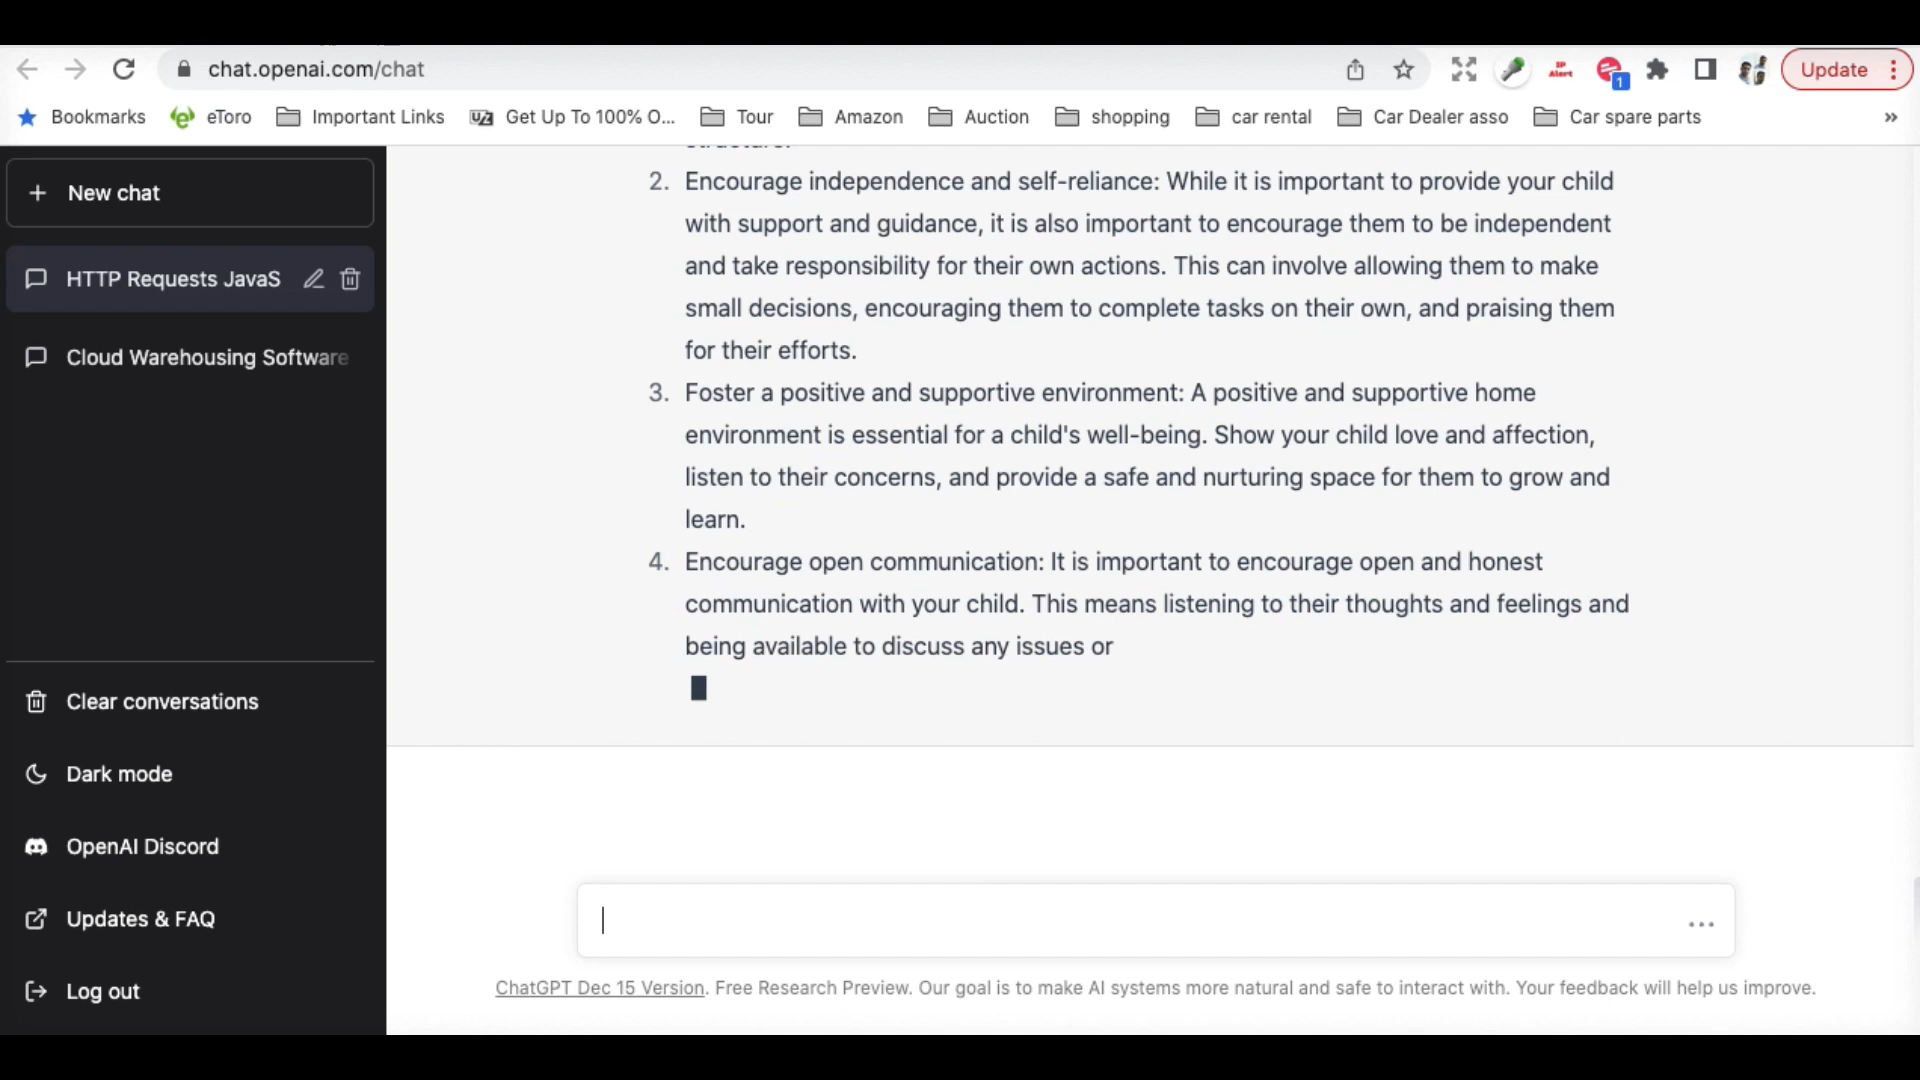 chat.openai.com/chat
IP Alert
1
Update
Bookmarks
eToro
Important Links
Get Up To 100% O...
Tour
Amazon
Auction
shopping
car rental
Car Dealer asso
Car spare parts
»
New chat
HTTP Requests JavaS
Cloud Warehousing Software
Clear conversations
Dark mode
OpenAI Discord
Updates & FAQ
Log out
structure.
2. Encourage independence and self-reliance: While it is important to provide your child
with support and guidance, it is also important to encourage them to be independent
and take responsibility for their own actions. This can involve allowing them to make
small decisions, encouraging them to complete tasks on their own, and praising them
for their efforts.
3. Foster a positive and supportive environment: A positive and supportive home
environment is essential for a child's well-being. Show your child love and affection,
listen to their concerns, and provide a safe and nurturing space for them to grow and
learn.
4. Encourage open communication: It is important to encourage open and honest
communication with your child. This means listening to their thoughts and feelings and
being available to discuss any issues or
ChatGPT Dec 15 Version. Free Research Preview. Our goal is to make AI systems more natural and safe to interact with. Your feedback will help us improve.